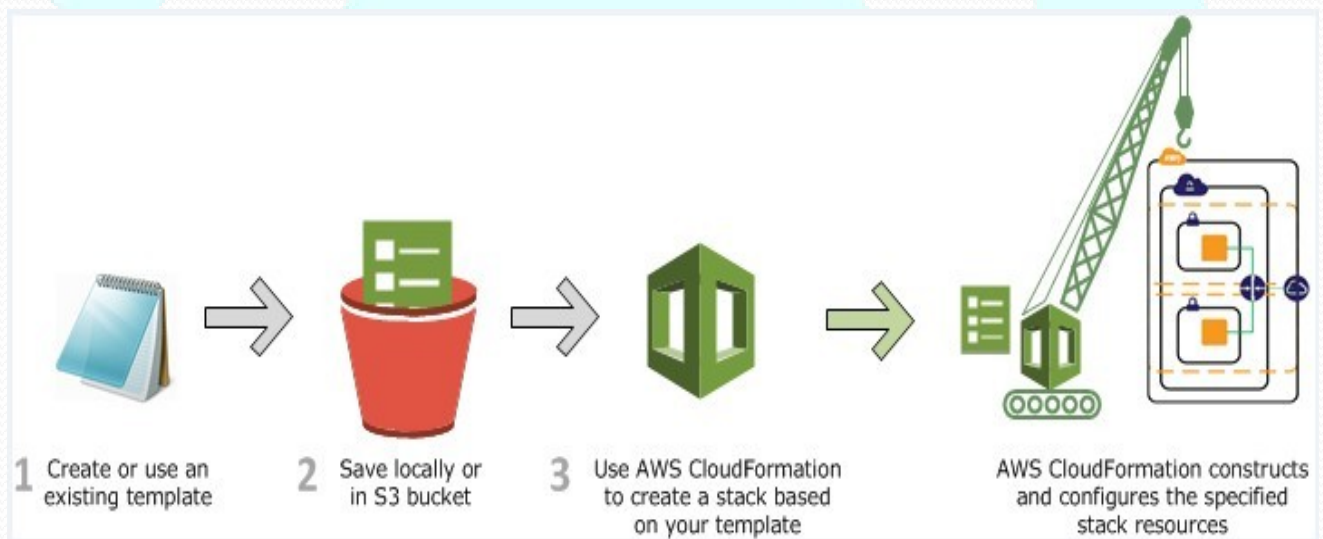 aws
1 Create or use an
existing template
2 Save locally or
in S3 bucket
3 Use AWS CloudFormation
to create a stack based
on your template
AWS CloudFormation constructs
and configures the specified
stack resources